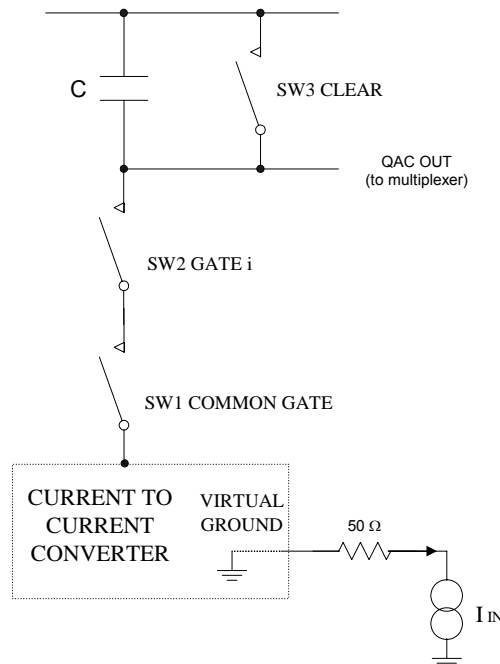 C
SW3 CLEAR
QAC OUT
(to multiplexer)
SW2 GATE i
SW1 COMMON GATE
CURRENT TO
CURRENT
CONVERTER
VIRTUAL
GROUND
50 Ω
I IN